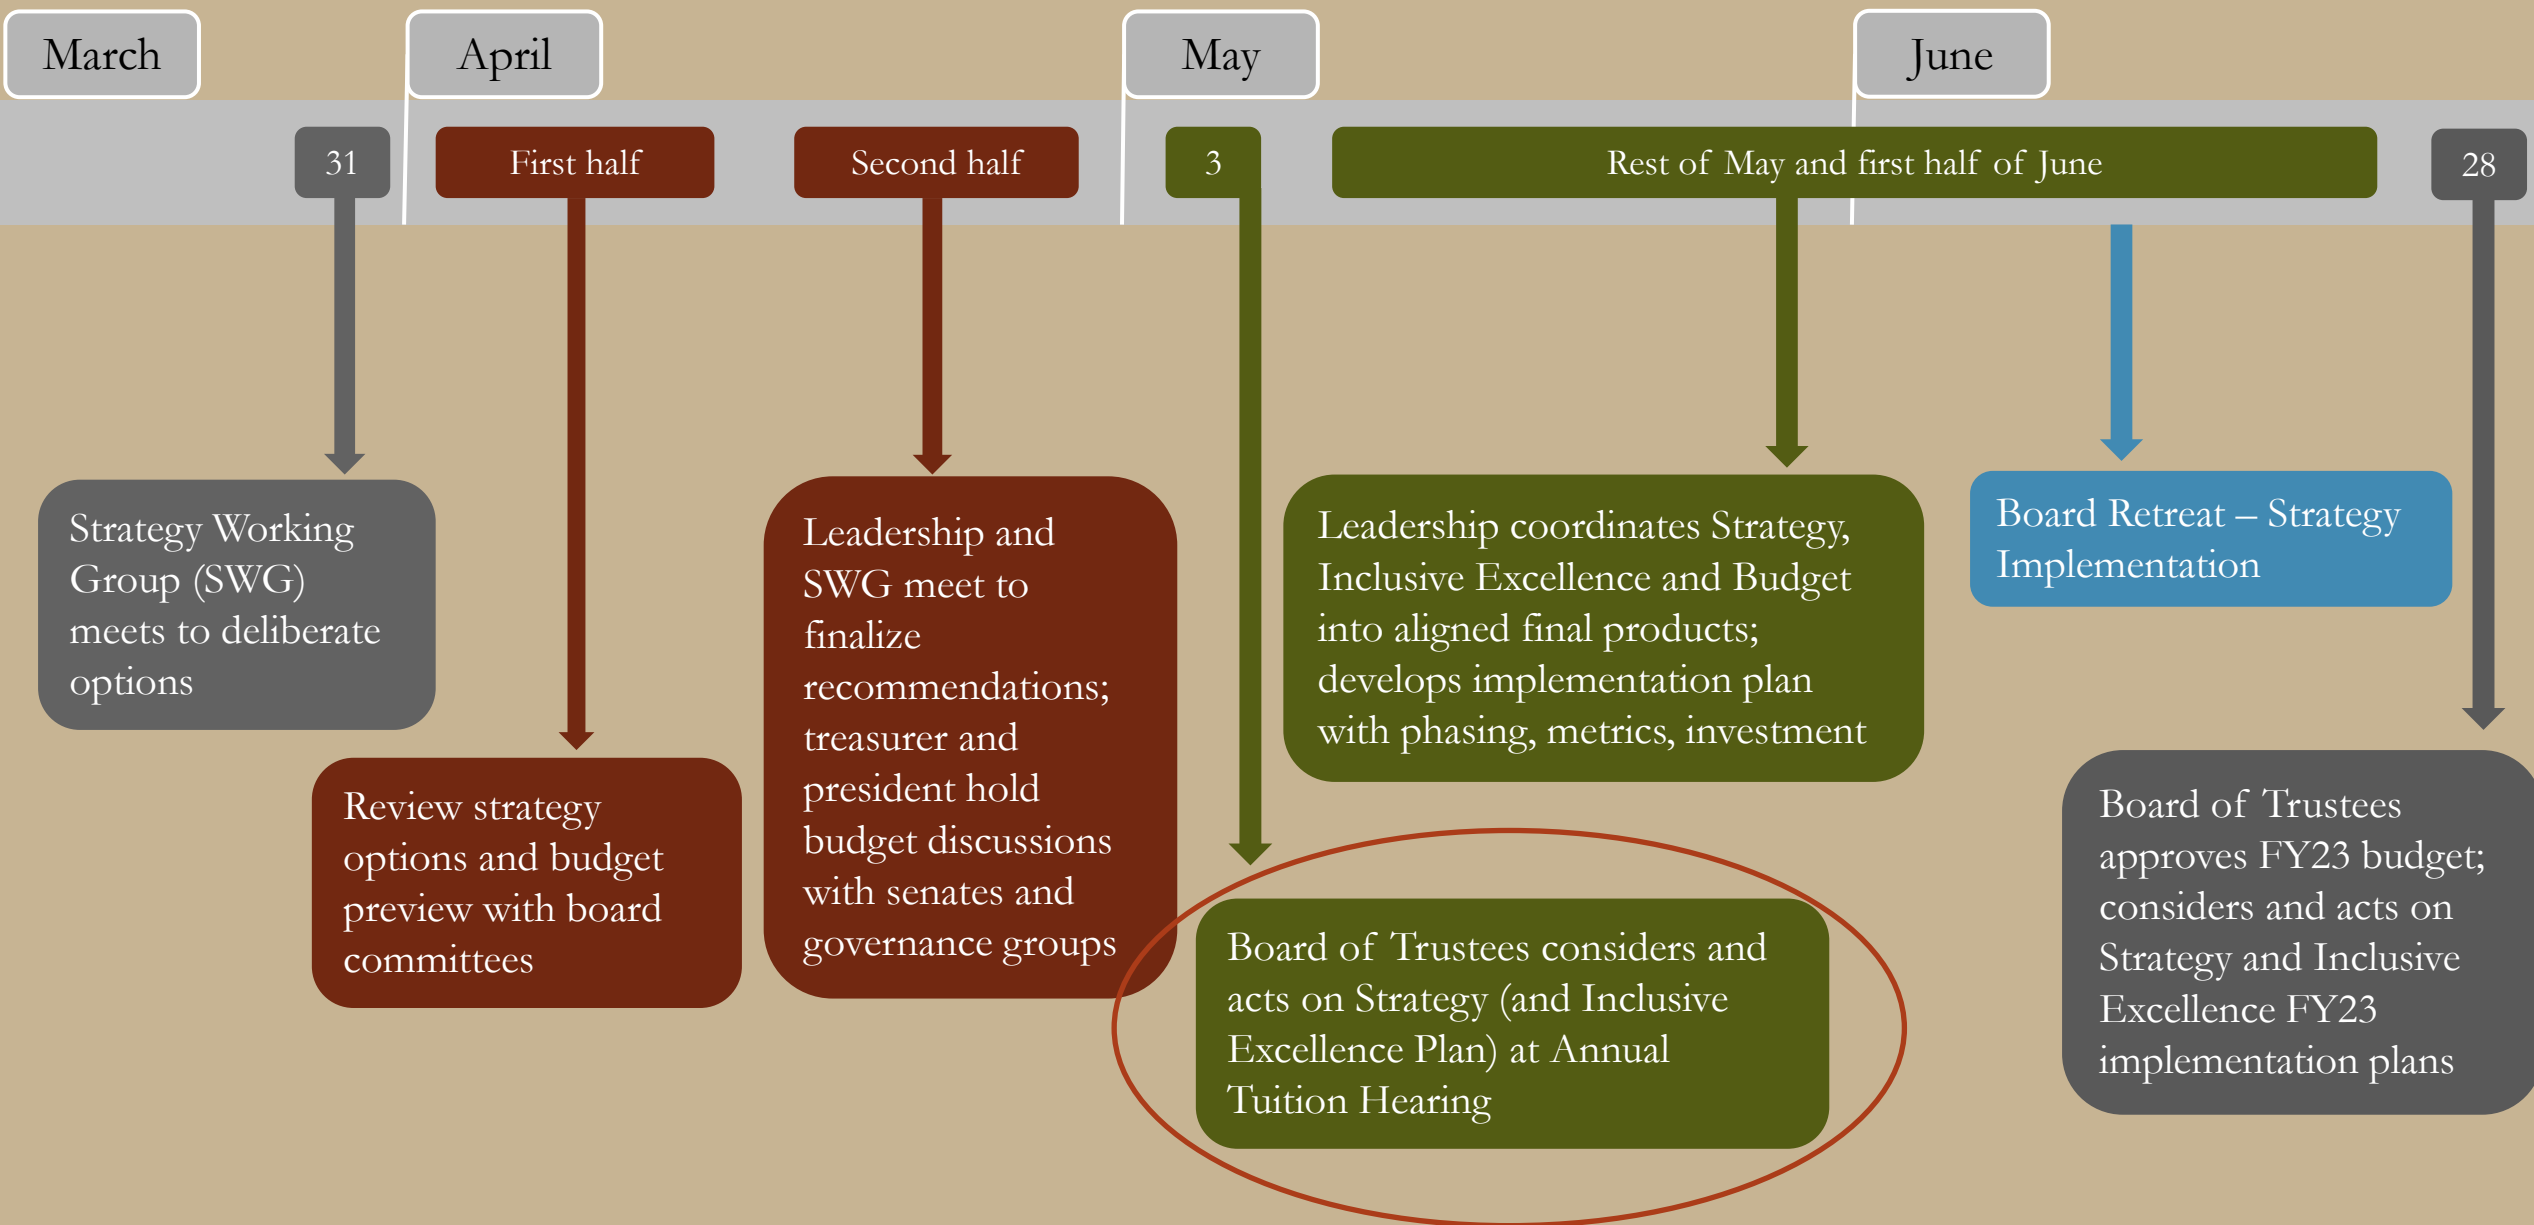 March
April
May
June
31
First half
Second half
3
Rest of May and first half of June
28
Strategy Working
Group (SWG)
meets to deliberate
options
Review strategy
options and budget
preview with board
committees
Leadership and
SWG meet to
finalize
recommendations;
treasurer and
president hold
budget discussions
with senates and
governance groups
Board of Trustees considers and
acts on Strategy (and Inclusive
Excellence Plan) at Annual
Tuition Hearing
Leadership coordinates Strategy,
Inclusive Excellence and Budget
into aligned final products;
develops implementation plan
with phasing, metrics, investment
Board Retreat – Strategy
Implementation
Board of Trustees
approves FY23 budget;
considers and acts on
Strategy and Inclusive
Excellence FY23
implementation plans